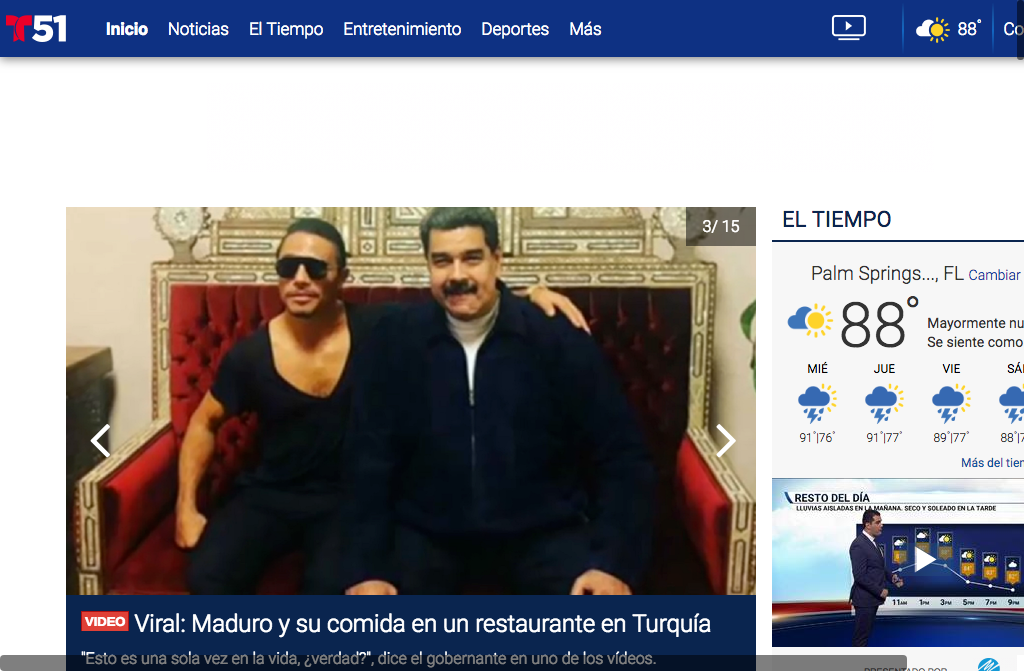 T51 Inicio Noticias El Tiempo Entretenimiento Deportes Más 88° Co
3/ 15
EL TIEMPO
Palm Springs..., FL Cambiar
88°
Mayormente nu
Se siente como
MIÉ JUE VIE SÁ
91°|76° 91°|77° 89°|77° 88°|7
Más del tien
RESTO DEL DÍA
LLUVIAS AISLADAS EN LA MAÑANA. SECO Y SOLEADO EN LA TARDE
11AM 1PM 3PM 5PM 7PM 9PM
VIDEO Viral: Maduro y su comida en un restaurante en Turquía
"Esto es una sola vez en la vida, ¿verdad?", dice el gobernante en uno de los vídeos.
PRESENTADO POR